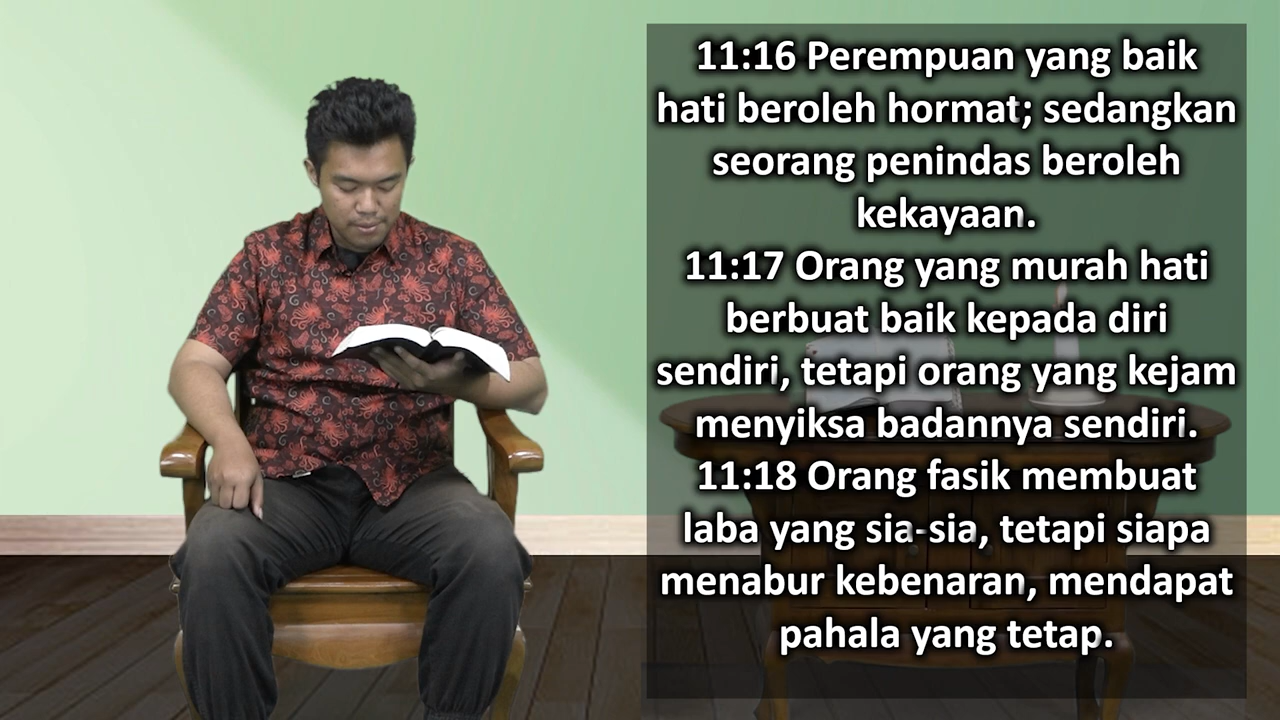 11:16 Perempuan yang baik
hati beroleh hormat; sedangkan
seorang penindas beroleh
kekayaan.
11:17 Orang yang murah hati
berbuat baik kepada diri
sendiri, tetapi orang yang kejam
menyiksa badannya sendiri.
11:18 Orang fasik membuat
laba yang sia-sia, tetapi siapa
menabur kebenaran, mendapat
pahala yang tetap.